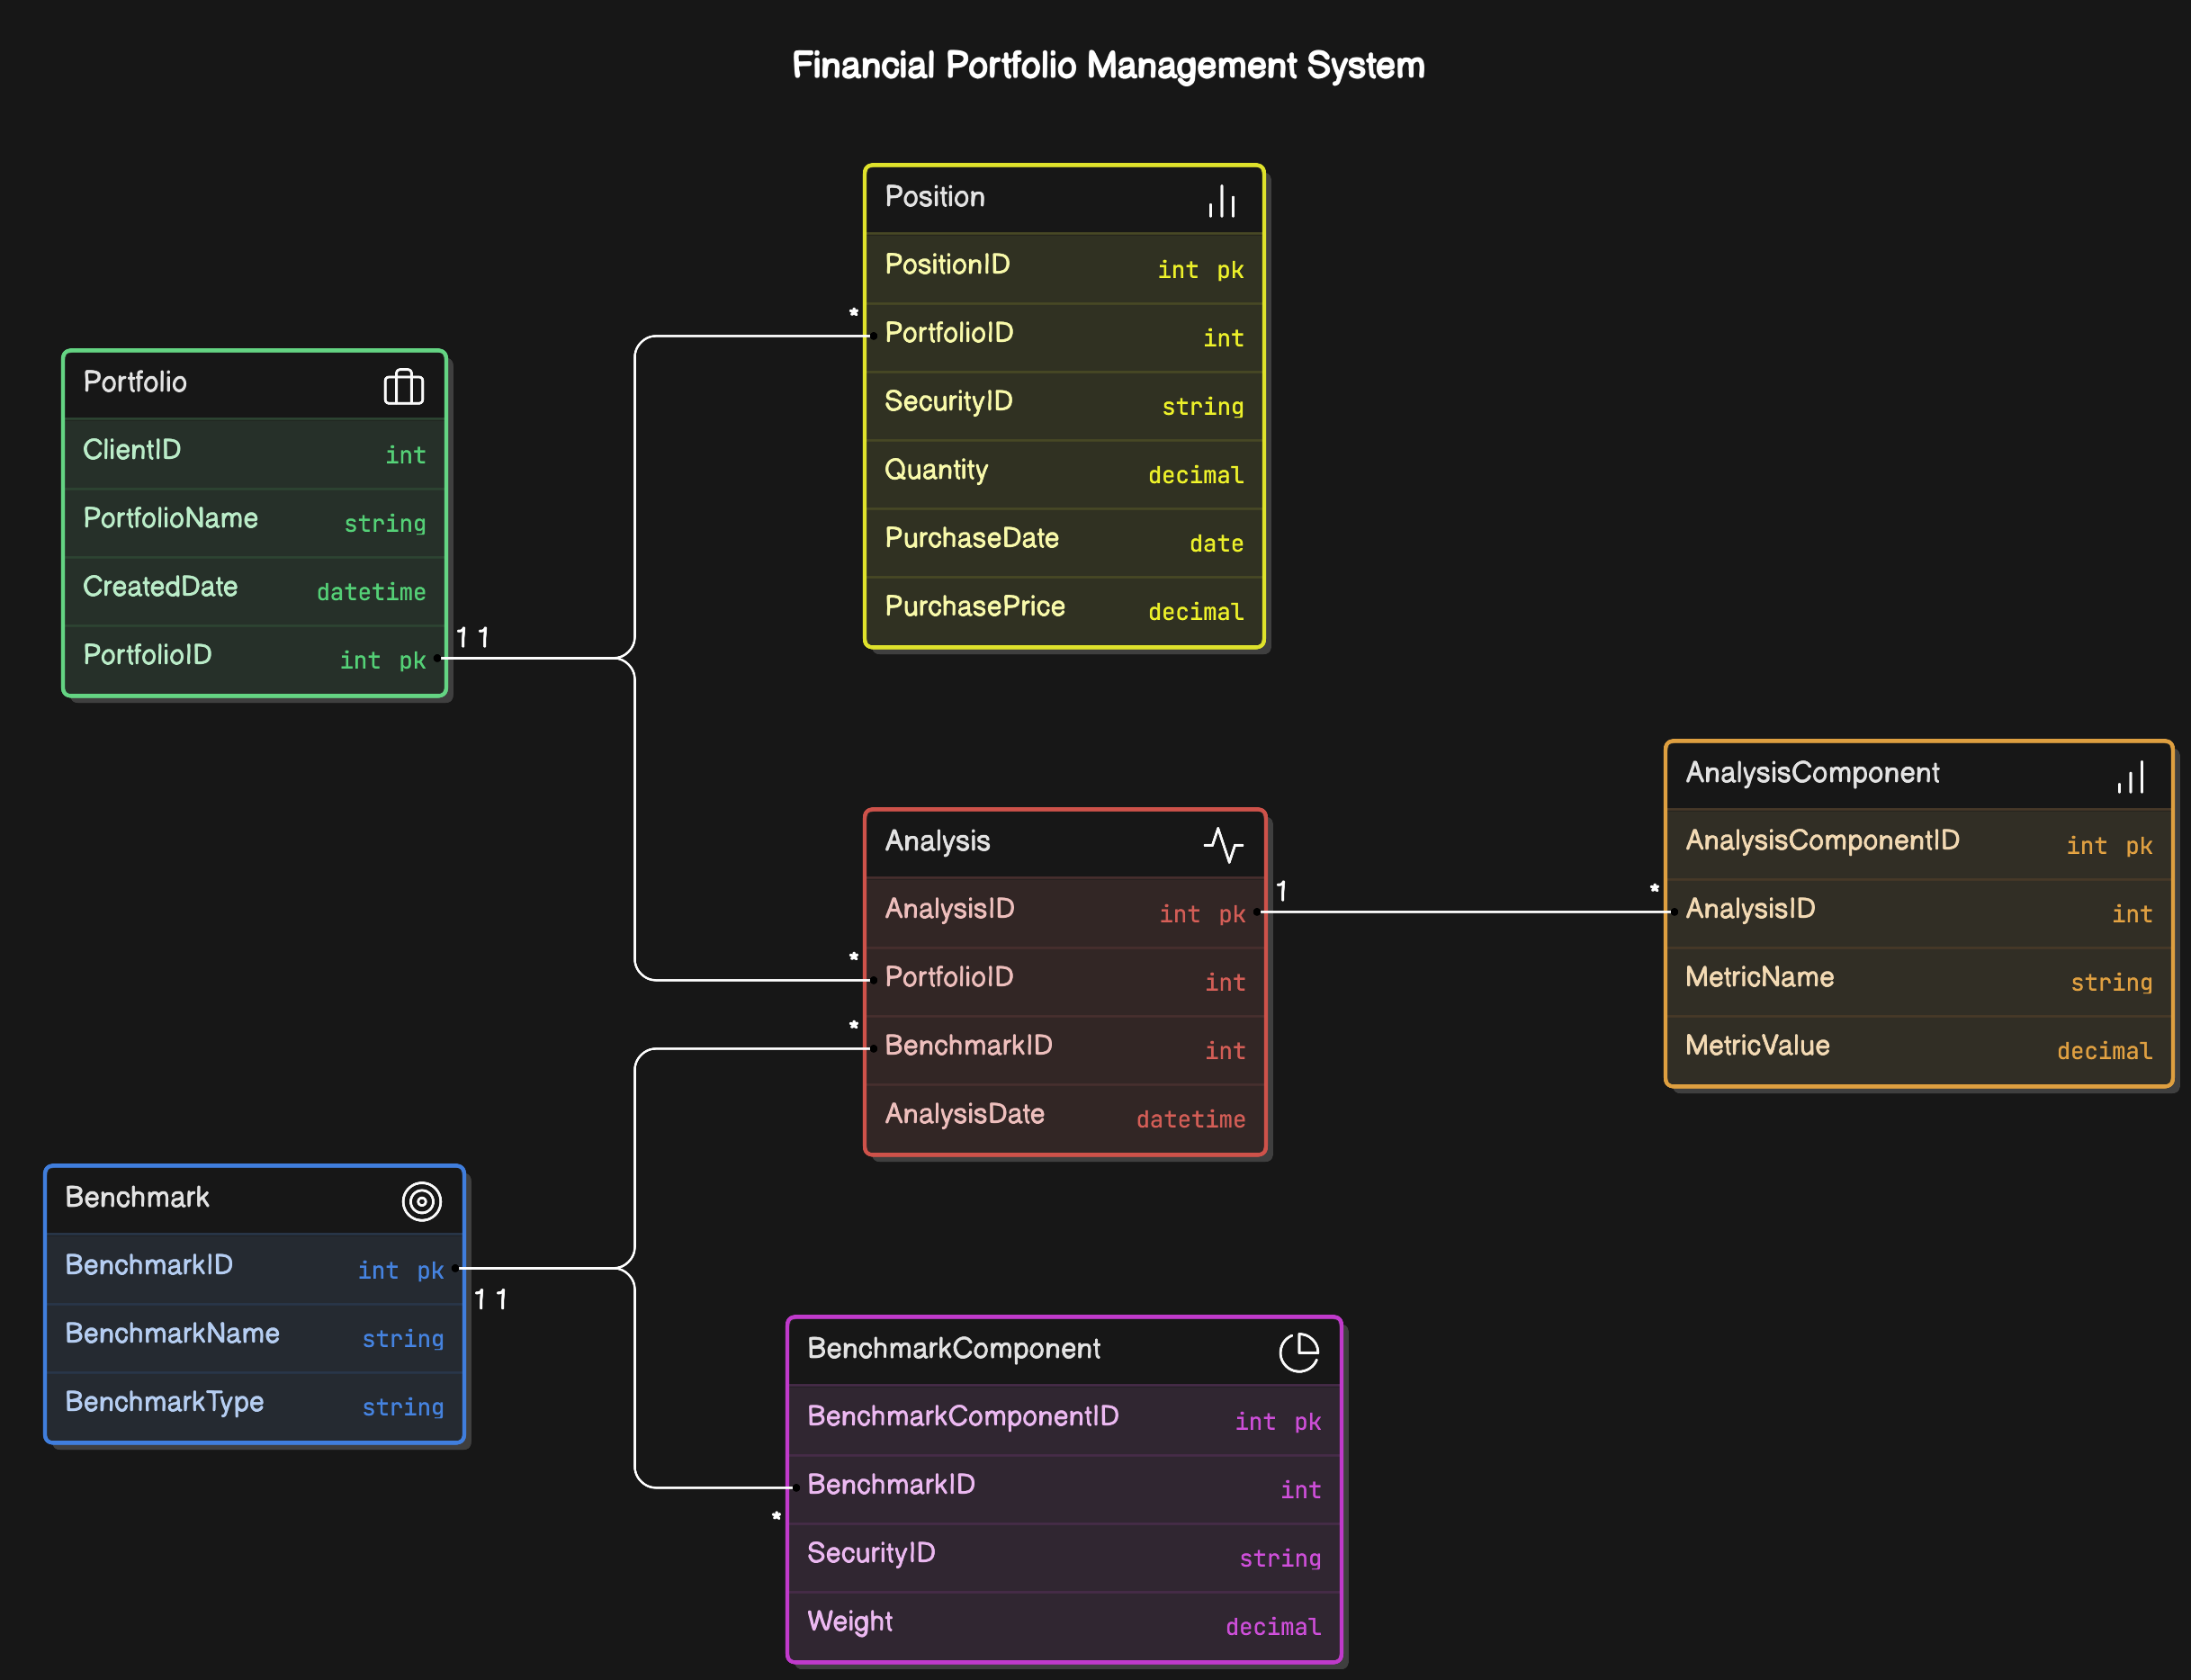 Financial Portfolio Management System
Position
PositionID int pk
*
PortfolioID int
SecurityID string
Quantity decimal
PurchaseDate date
PurchasePrice decimal
Portfolio
ClientID int
PortfolioName string
CreatedDate datetime
1 1
PortfolioID int pk
AnalysisComponent
AnalysisComponentID int pk
*
AnalysisID int
MetricName string
MetricValue decimal
Analysis
1
AnalysisID int pk
*
PortfolioID int
*
BenchmarkID int
AnalysisDate datetime
Benchmark
BenchmarkID int pk
1 1
BenchmarkName string
BenchmarkType string
BenchmarkComponent
BenchmarkComponentID int pk
BenchmarkID int
*
SecurityID string
Weight decimal